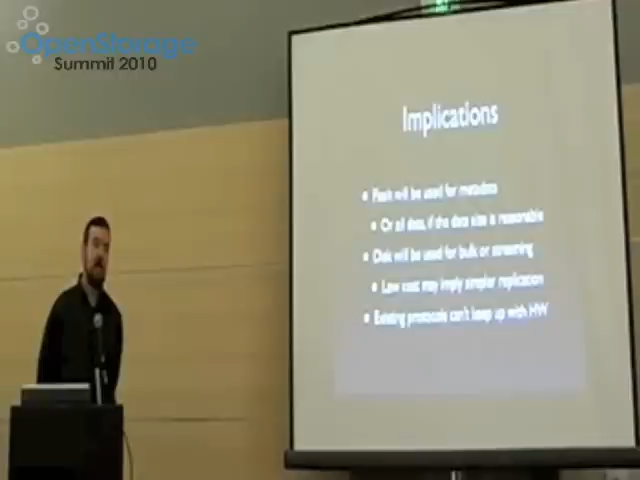 OpenStorage
Summit 2010
Implications
Flash will be used for metadata
Or all data, if the data size is reasonable
Disk will be used for bulk or streaming
Low cost may imply simpler replication
Existing protocols can't keep up with HW